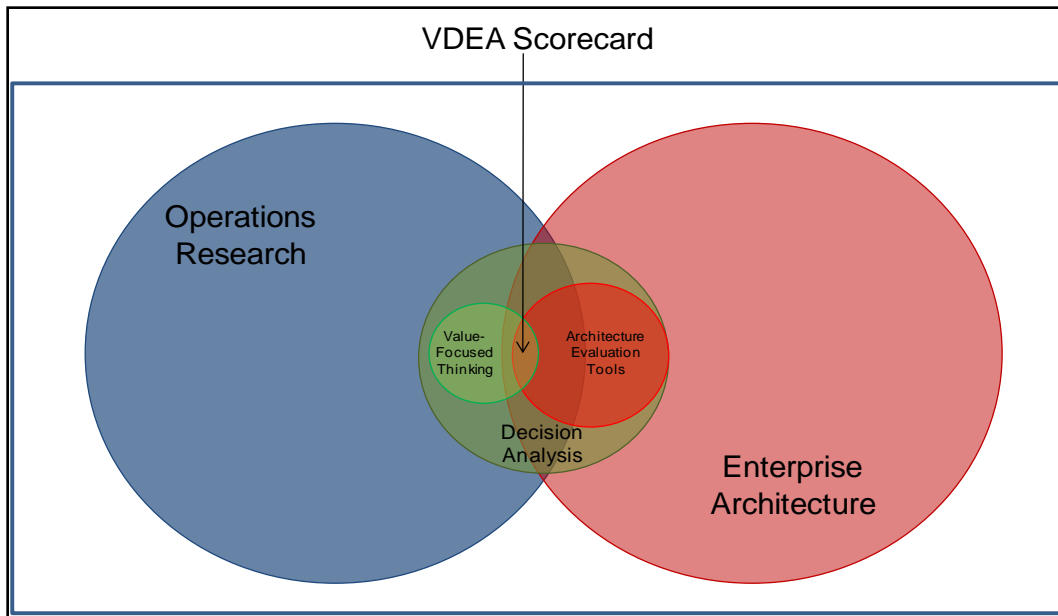 VDEA Scorecard
Operations
Research
Value-
Focused
Thinking
Architecture
Evaluation
Tools
Decision
Analysis
Enterprise
Architecture